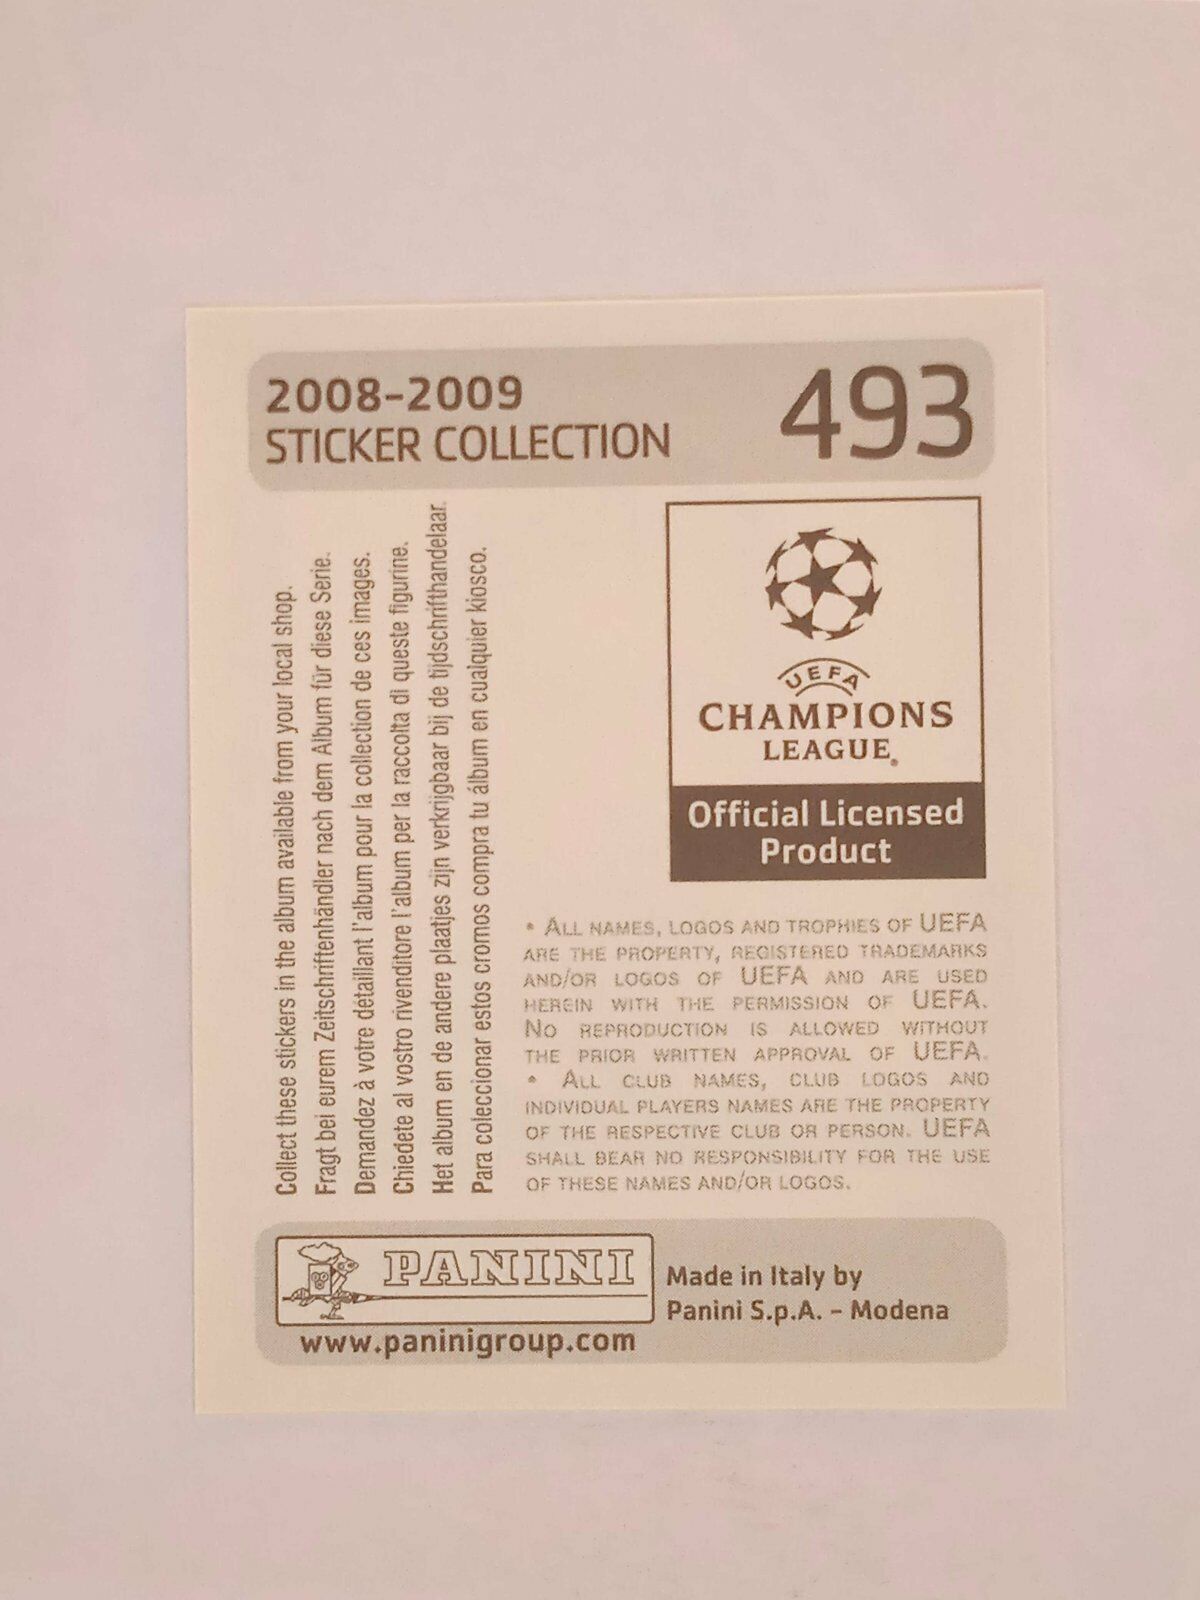 2008-2009
STICKER COLLECTION
493
Collect these stickers in the album available from your local shop.
Fragt bei eurem Zeitschriftenhändler nach dem Album für diese Serie.
Demandez à votre détaillant l'album pour la collection de ces images.
Chiedete al vostro rivenditore l'album per la raccolta di queste figurine.
Het album en de andere plaatjes zijn verkrijgbaar bij de tijdschrifthandelaar.
Para coleccionar estos cromos compra tu álbum en cualquier kiosco.
UEFA
CHAMPIONS
LEAGUE®
Official Licensed
Product
• ALL NAMES, LOGOS AND TROPHIES OF UEFA
ARE THE PROPERTY, REGISTERED TRADEMARKS
AND/OR LOGOS OF UEFA AND ARE USED
HEREIN WITH THE PERMISSION OF UEFA.
NO REPRODUCTION IS ALLOWED WITHOUT
THE PRIOR WRITTEN APPROVAL OF UEFA.
• ALL CLUB NAMES, CLUB LOGOS AND
INDIVIDUAL PLAYERS NAMES ARE THE PROPERTY
OF THE RESPECTIVE CLUB OR PERSON. UEFA
SHALL BEAR NO RESPONSIBILITY FOR THE USE
OF THESE NAMES AND/OR LOGOS.
PANINI
www.paninigroup.com
Made in Italy by
Panini S.p.A. - Modena